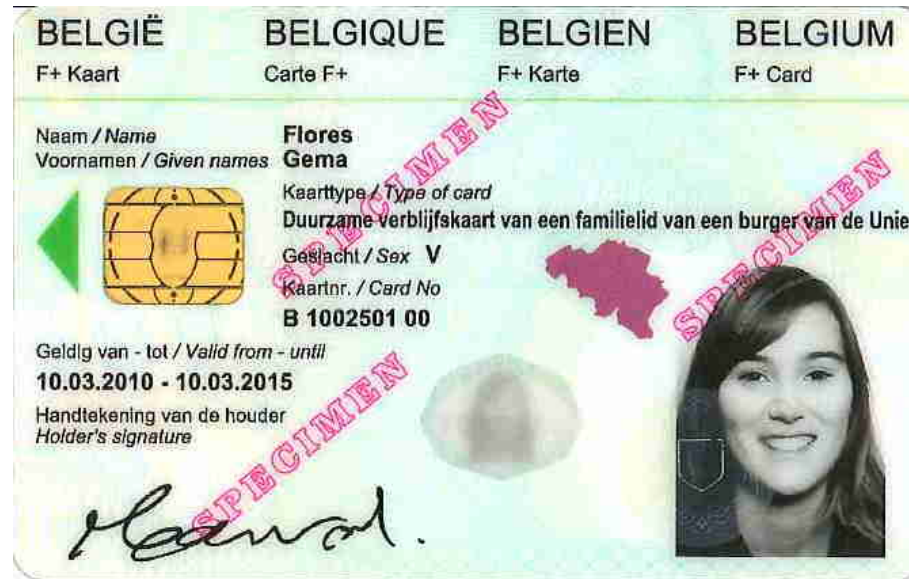 BELGIË BELGIQUE BELGIEN BELGIUM
F+ Kaart Carte F+ F+ Karte F+ Card
Naam / Name Flores
Voornamen / Given names Gema
Kaarttype / Type of card
Duurzame verblijfskaart van een familielid van een burger van de Unie
Geslacht / Sex V
Kaartnr. / Card No
B 1002501 00
Geldig van - tot / Valid from - until
10.03.2010 - 10.03.2015
Handtekening van de houder
Holder's signature
SPECIMEN
SPECIMEN
SPECIMEN